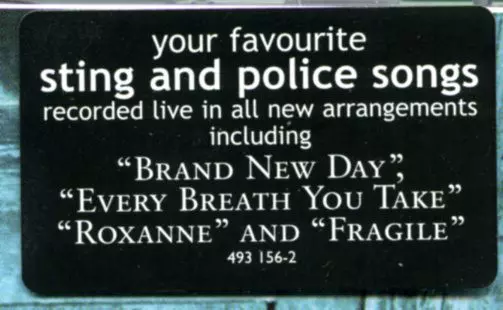 your favourite
sting and police songs
recorded live in all new arrangements
including
“BRAND NEW DAY”,
“EVERY BREATH YOU TAKE”
“ROXANNE” AND “FRAGILE”
493 156-2